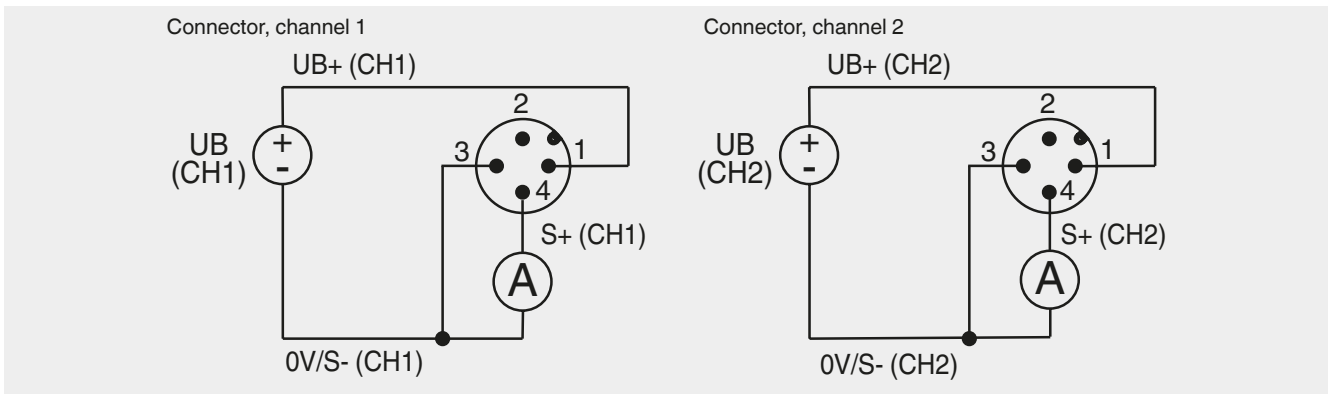 Connector, channel 1
UB+ (CH1)
2
UB
(CH1)
+
-
3
1
4
S+ (CH1)
A
0V/S- (CH1)
Connector, channel 2
UB+ (CH2)
2
UB
(CH2)
+
-
3
1
4
S+ (CH2)
A
0V/S- (CH2)